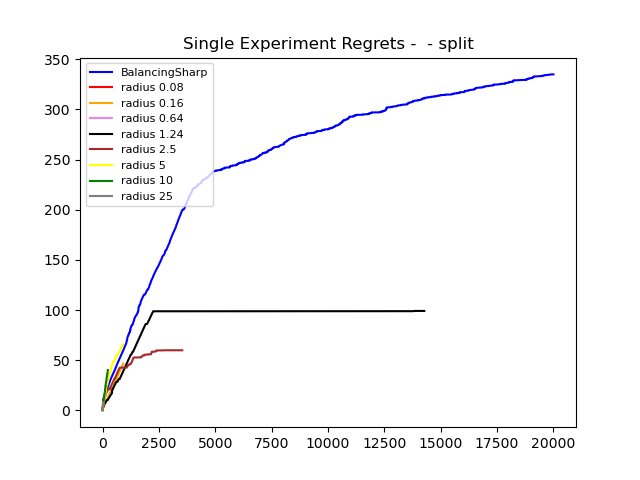 Single Experiment Regrets -  - split
350
300
250
200
150
100
50
0
BalancingSharp
radius 0.08
radius 0.16
radius 0.64
radius 1.24
radius 2.5
radius 5
radius 10
radius 25
0 2500 5000 7500 10000 12500 15000 17500 20000